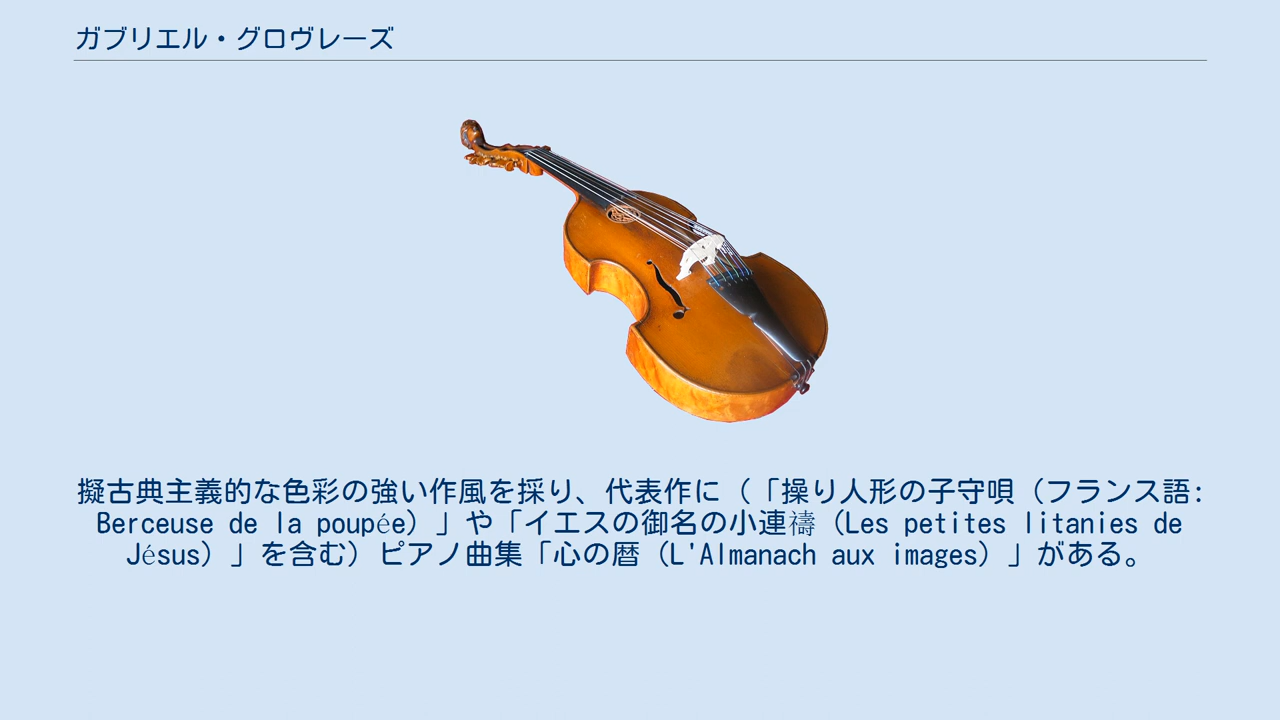 ガブリエル・グロヴレーズ
擬古典主義的な色彩の強い作風を採り、代表作に（「操り人形の子守唄（フランス語:
Berceuse de la poupée）」や「イエスの御名の小連禱（Les petites litanies de
Jésus）」を含む）ピアノ曲集「心の暦（L'Almanach aux images）」がある。